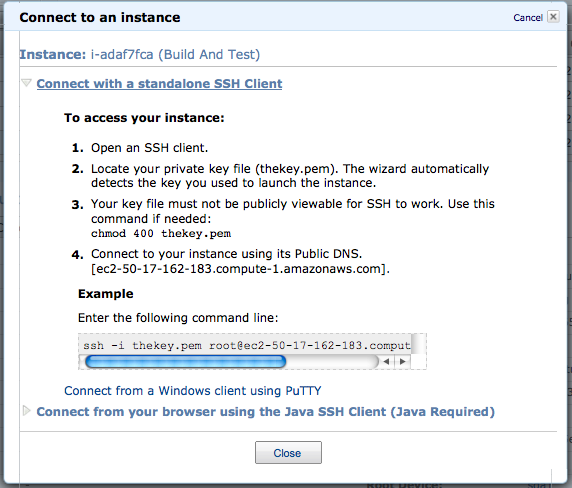 Connect to an instance
Cancel
Instance: i-adaf7fca (Build And Test)
Connect with a standalone SSH Client
To access your instance:
1. Open an SSH client.
2. Locate your private key file (thekey.pem). The wizard automatically
detects the key you used to launch the instance.
3. Your key file must not be publicly viewable for SSH to work. Use this
command if needed:
chmod 400 thekey.pem
4. Connect to your instance using its Public DNS.
[ec2-50-17-162-183.compute-1.amazonaws.com].
Example
Enter the following command line:
ssh -i thekey.pem root@ec2-50-17-162-183.comput
Connect from a Windows client using PuTTY
Connect from your browser using the Java SSH Client (Java Required)
Close